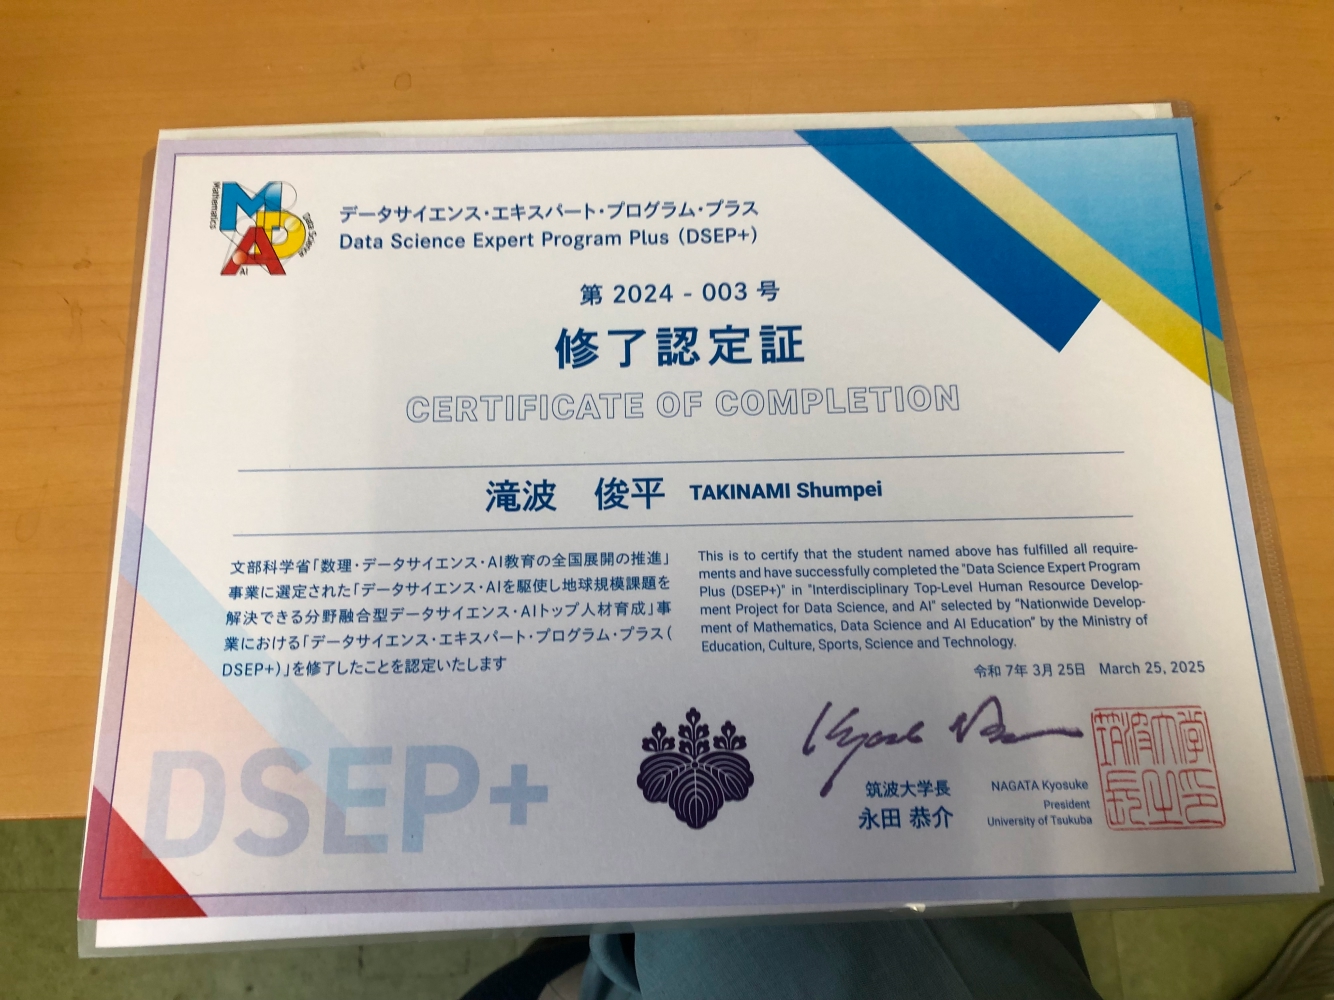 Mathematics
MDA
Data Science
AI
データサイエンス・エキスパート・プログラム・プラス
Data Science Expert Program Plus (DSEP+)
第 2024 - 003 号
修了認定証
CERTIFICATE OF COMPLETION
滝波 俊平 TAKINAMI Shumpei
文部科学省「数理・データサイエンス・AI教育の全国展開の推進」
事業に選定された「データサイエンス・AIを駆使し地球規模課題を
解決できる分野融合型データサイエンス・AIトップ人材育成」事
業における「データサイエンス・エキスパート・プログラム・プラス(
DSEP+)」を修了したことを認定いたします
This is to certify that the student named above has fulfilled all require-
ments and have successfully completed the "Data Science Expert Program
Plus (DSEP+)" in "Interdisciplinary Top-Level Human Resource Develop-
ment Project for Data Science, and AI" selected by "Nationwide Develop-
ment of Mathematics, Data Science and AI Education" by the Ministry of
Education, Culture, Sports, Science and Technology.
令和 7年 3月 25日 March 25, 2025
DSEP+
筑波大学長
永田 恭介
NAGATA Kyosuke
President
University of Tsukuba
筑波大学
長之印